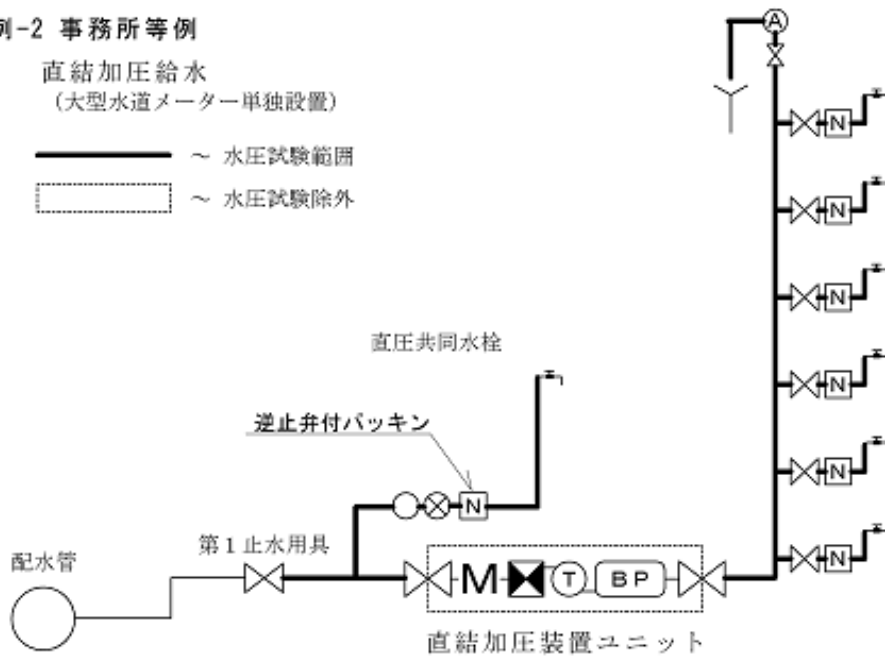 例-2 事務所等例
直結加圧給水
(大型水道メーター単独設置)
～ 水圧試験範囲
～ 水圧試験除外
A
N
N
N
N
N
N
直圧共同水栓
逆止弁付パッキン
N
第1止水用具
配水管
M T BP
直結加圧装置ユニット